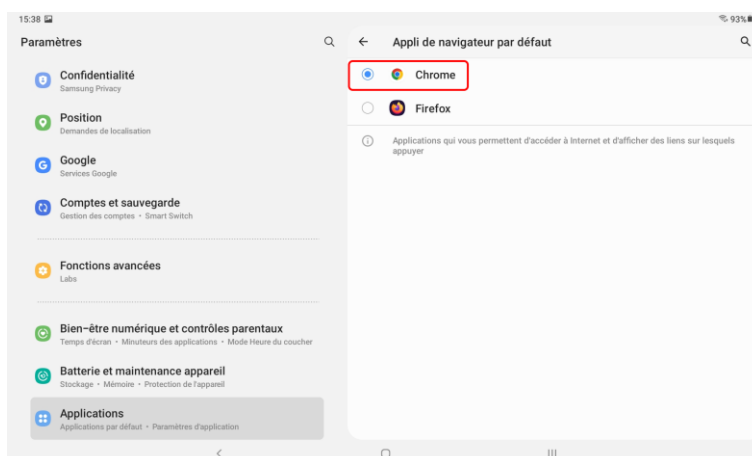 15:38
93%
Paramètres
Confidentialité
Samsung Privacy
Position
Demandes de localisation
Google
Services Google
Comptes et sauvegarde
Gestion des comptes • Smart Switch
Fonctions avancées
Labs
Bien-être numérique et contrôles parentaux
Temps d'écran • Minuteurs des applications • Mode Heure du coucher
Batterie et maintenance appareil
Stockage • Mémoire • Protection de l'appareil
Applications
Applications par défaut • Paramètres d'application
Appli de navigateur par défaut
Chrome
Firefox
Applications qui vous permettent d'accéder à Internet et d'afficher des liens sur lesquels
appuyer